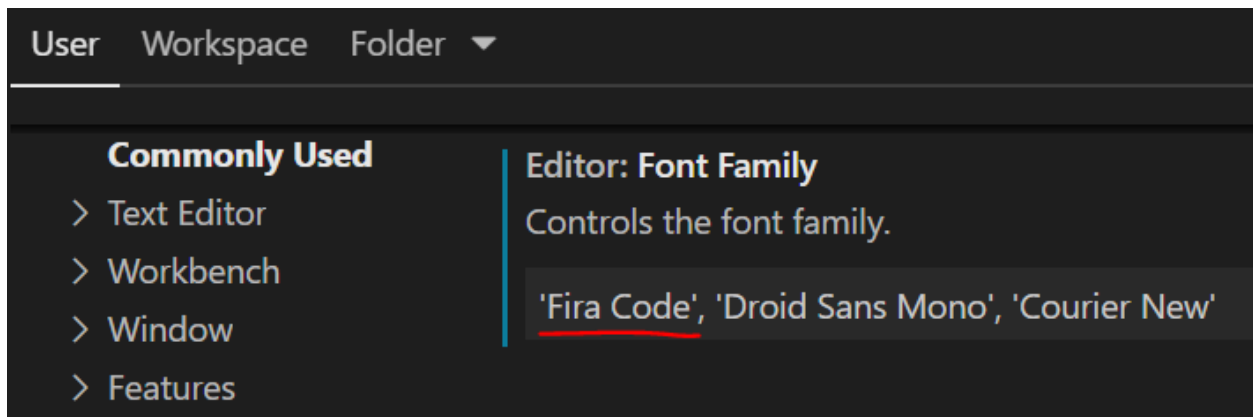 User Workspace Folder
Commonly Used
Text Editor
Workbench
Window
Features
Editor: Font Family
Controls the font family.
'Fira Code', 'Droid Sans Mono', 'Courier New'